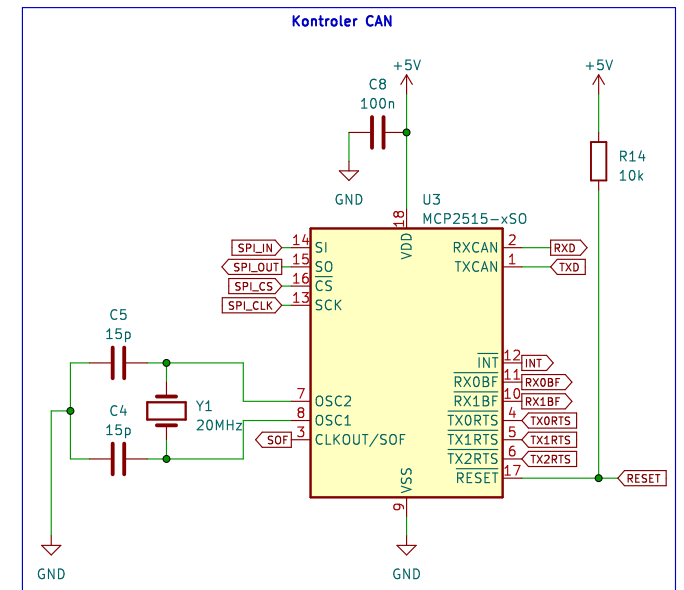 Kontroler CAN
+5V
+5V
C8
100n
R14
10k
GND
U3
MCP2515-xSO
18
VDD
SPI_IN 14 SI
RXCAN 2 RXD
SPI_OUT 15 SO
TXCAN 1 TXD
SPI_CS 16 CS
SPI_CLK 13 SCK
C5
15p
INT 12 INT
RX0BF 11 RX0BF
7 OSC2
RX1BF 10 RX1BF
C4
15p
Y1
20MHz
8 OSC1
TX0RTS 4 TX0RTS
SOF 3 CLKOUT/SOF
TX1RTS 5 TX1RTS
TX2RTS 6 TX2RTS
RESET 17 RESET
VSS
9
GND
GND